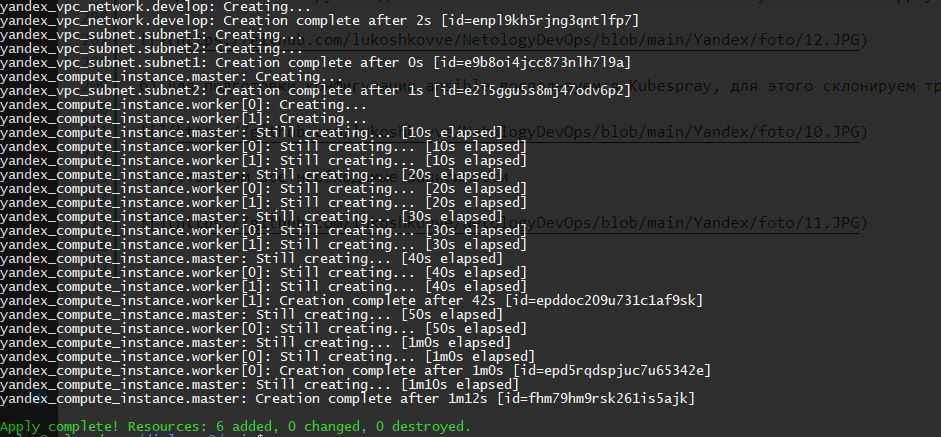 yandex_vpc_network.develop: Creating...
yandex_vpc_network.develop: Creation complete after 2s [id=enpl9kh5rjng3qntlfp7]
yandex_vpc_subnet.subnet1: Creating...
yandex_vpc_subnet.subnet2: Creating...
yandex_vpc_subnet.subnet1: Creation complete after 0s [id=e9b8oi4jcc873nlh7l9a]
yandex_compute_instance.master: Creating...
yandex_vpc_subnet.subnet2: Creation complete after 1s [id=e2l5ggu5s8mj47odv6p2]
yandex_compute_instance.worker[0]: Creating...
yandex_compute_instance.worker[1]: Creating...
yandex_compute_instance.master: Still creating... [10s elapsed]
yandex_compute_instance.worker[0]: Still creating... [10s elapsed]
yandex_compute_instance.worker[1]: Still creating... [10s elapsed]
yandex_compute_instance.master: Still creating... [20s elapsed]
yandex_compute_instance.worker[0]: Still creating... [20s elapsed]
yandex_compute_instance.worker[1]: Still creating... [20s elapsed]
yandex_compute_instance.master: Still creating... [30s elapsed]
yandex_compute_instance.worker[0]: Still creating... [30s elapsed]
yandex_compute_instance.worker[1]: Still creating... [30s elapsed]
yandex_compute_instance.master: Still creating... [40s elapsed]
yandex_compute_instance.worker[0]: Still creating... [40s elapsed]
yandex_compute_instance.worker[1]: Still creating... [40s elapsed]
yandex_compute_instance.worker[1]: Creation complete after 42s [id=epddoc209u731c1af9sk]
yandex_compute_instance.master: Still creating... [50s elapsed]
yandex_compute_instance.worker[0]: Still creating... [50s elapsed]
yandex_compute_instance.master: Still creating... [1m0s elapsed]
yandex_compute_instance.worker[0]: Still creating... [1m0s elapsed]
yandex_compute_instance.worker[0]: Creation complete after 1m0s [id=epd5rqdspjuc7u65342e]
yandex_compute_instance.master: Still creating... [1m10s elapsed]
yandex_compute_instance.master: Creation complete after 1m12s [id=fhm79hm9rsk261is5ajk]
Apply complete! Resources: 6 added, 0 changed, 0 destroyed.